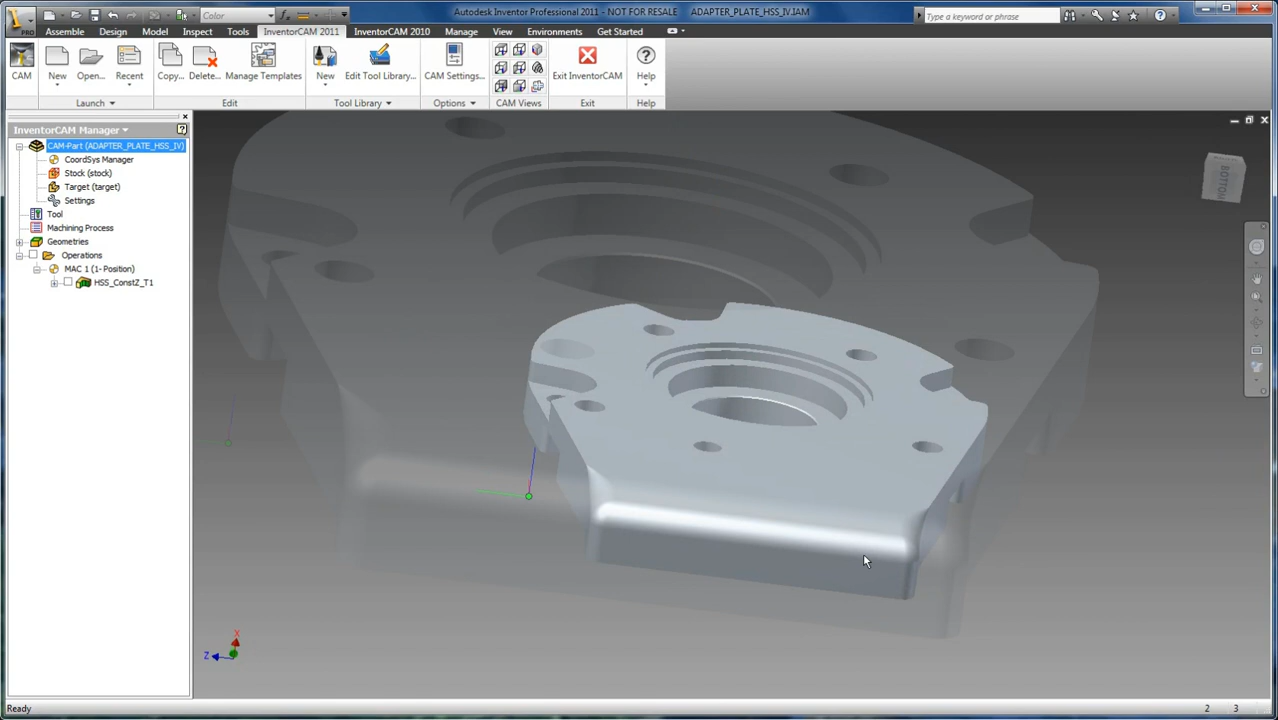 Autodesk Inventor Professional 2011 - NOT FOR RESALE ADAPTER_PLATE_HSS_IV.IAM
Color
Type a keyword or phrase
PRO
Assemble Design Model Inspect Tools InventorCAM 2011 InventorCAM 2010 Manage View Environments Get Started
CAM New Open... Recent Copy... Delete... Manage Templates New Edit Tool Library... CAM Settings... Exit InventorCAM Help
Launch Edit Tool Library Options CAM Views Exit Help
InventorCAM Manager
CAM-Part (ADAPTER_PLATE_HSS_IV)
CoordSys Manager
Stock (stock)
Target (target)
Settings
Tool
Machining Process
Geometries
Operations
MAC 1 (1- Position)
HSS_ConstZ_T1
BOTTOM
X
Z
Ready 2 3